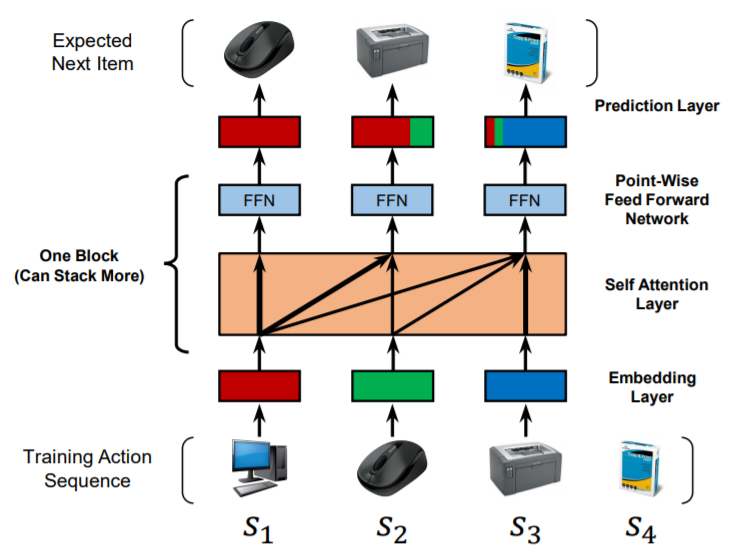 Expected
Next Item
Prediction Layer
FFN
FFN
FFN
Point-Wise
Feed Forward
Network
One Block
(Can Stack More)
Self Attention
Layer
Embedding
Layer
Training Action
Sequence
S1
S2
S3
S4